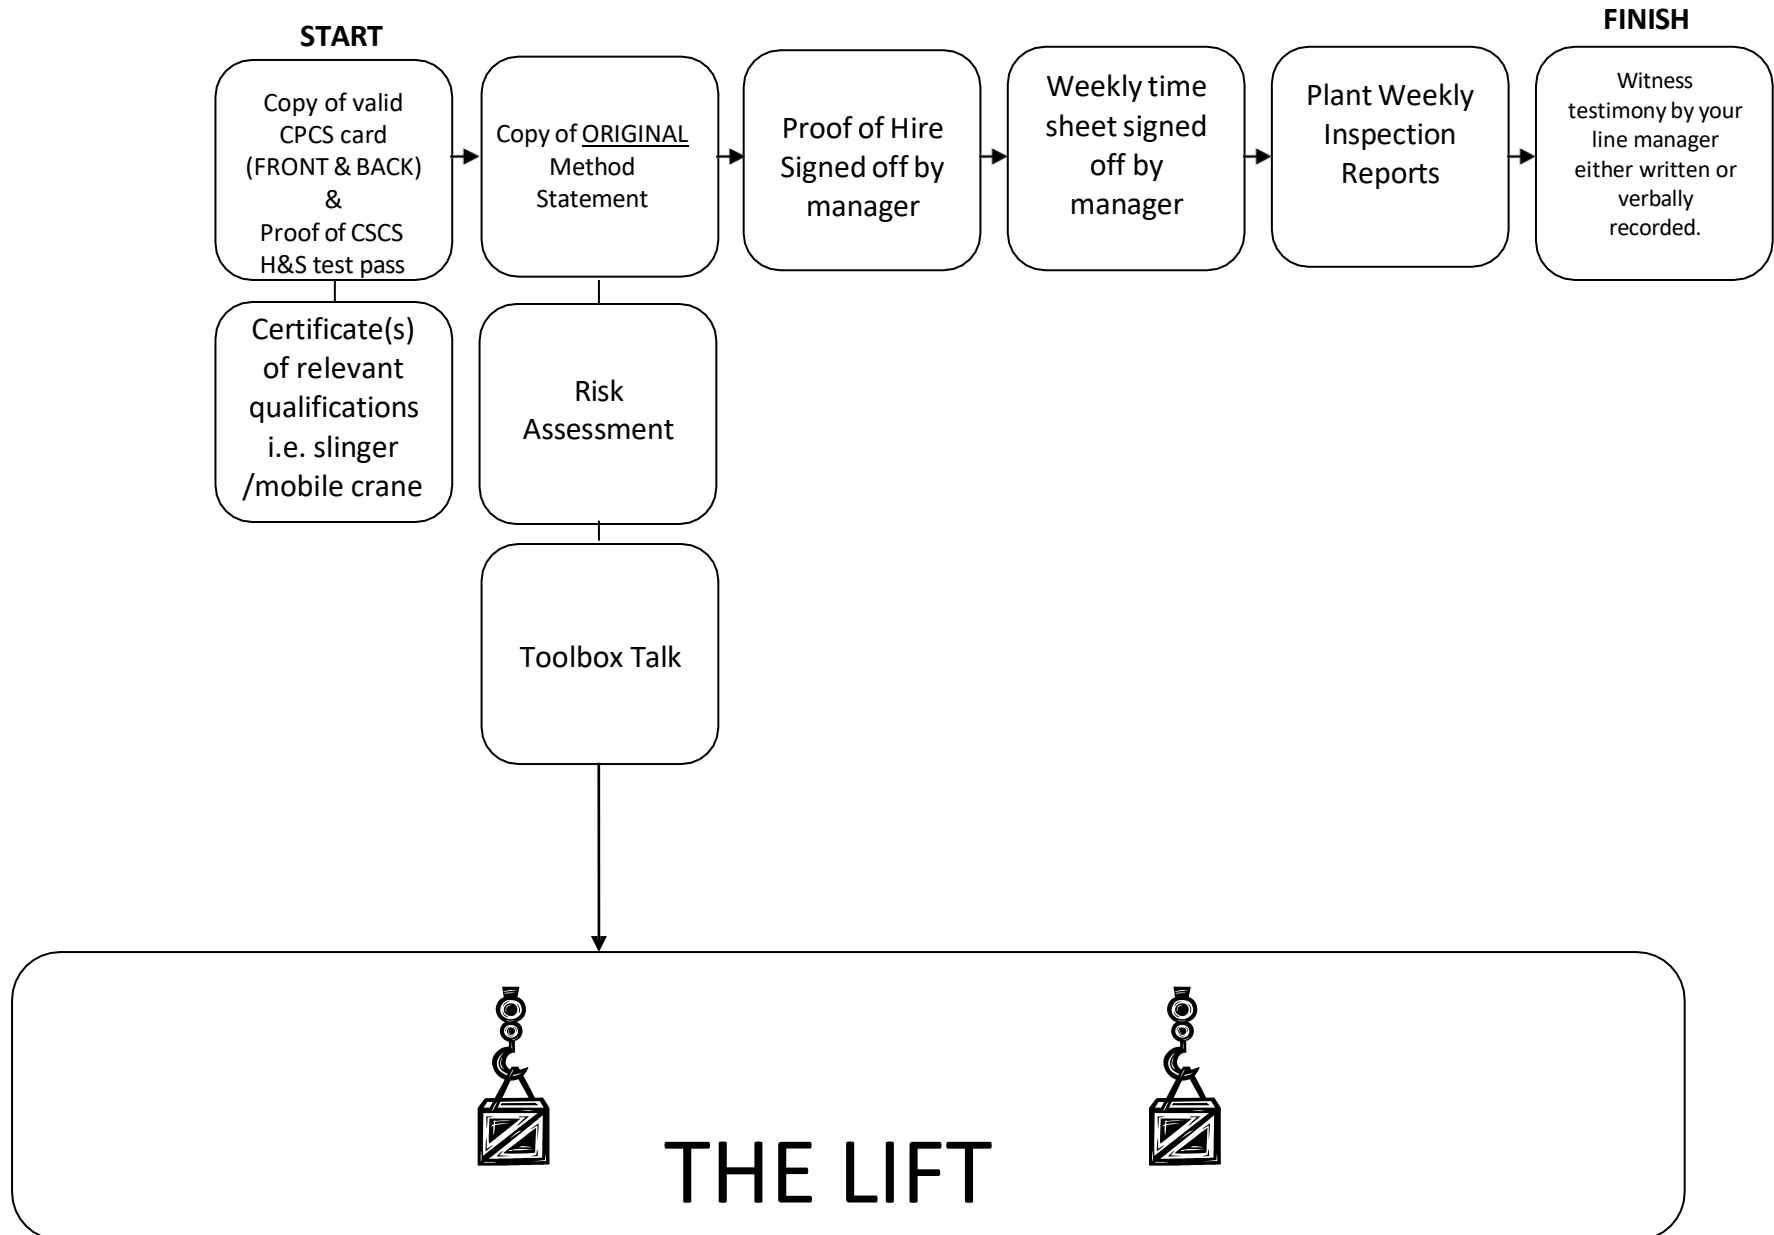 START
Copy of valid
CPCS card
(FRONT & BACK)
&
Proof of CSCS
H&S test pass
Certificate(s)
of relevant
qualifications
i.e. slinger
/mobile crane
Copy of ORIGINAL
Method
Statement
Risk
Assessment
Toolbox Talk
Proof of Hire
Signed off by
manager
Weekly time
sheet signed
off by
manager
Plant Weekly
Inspection
Reports
FINISH
Witness
testimony by your
line manager
either written or
verbally
recorded.
THE LIFT